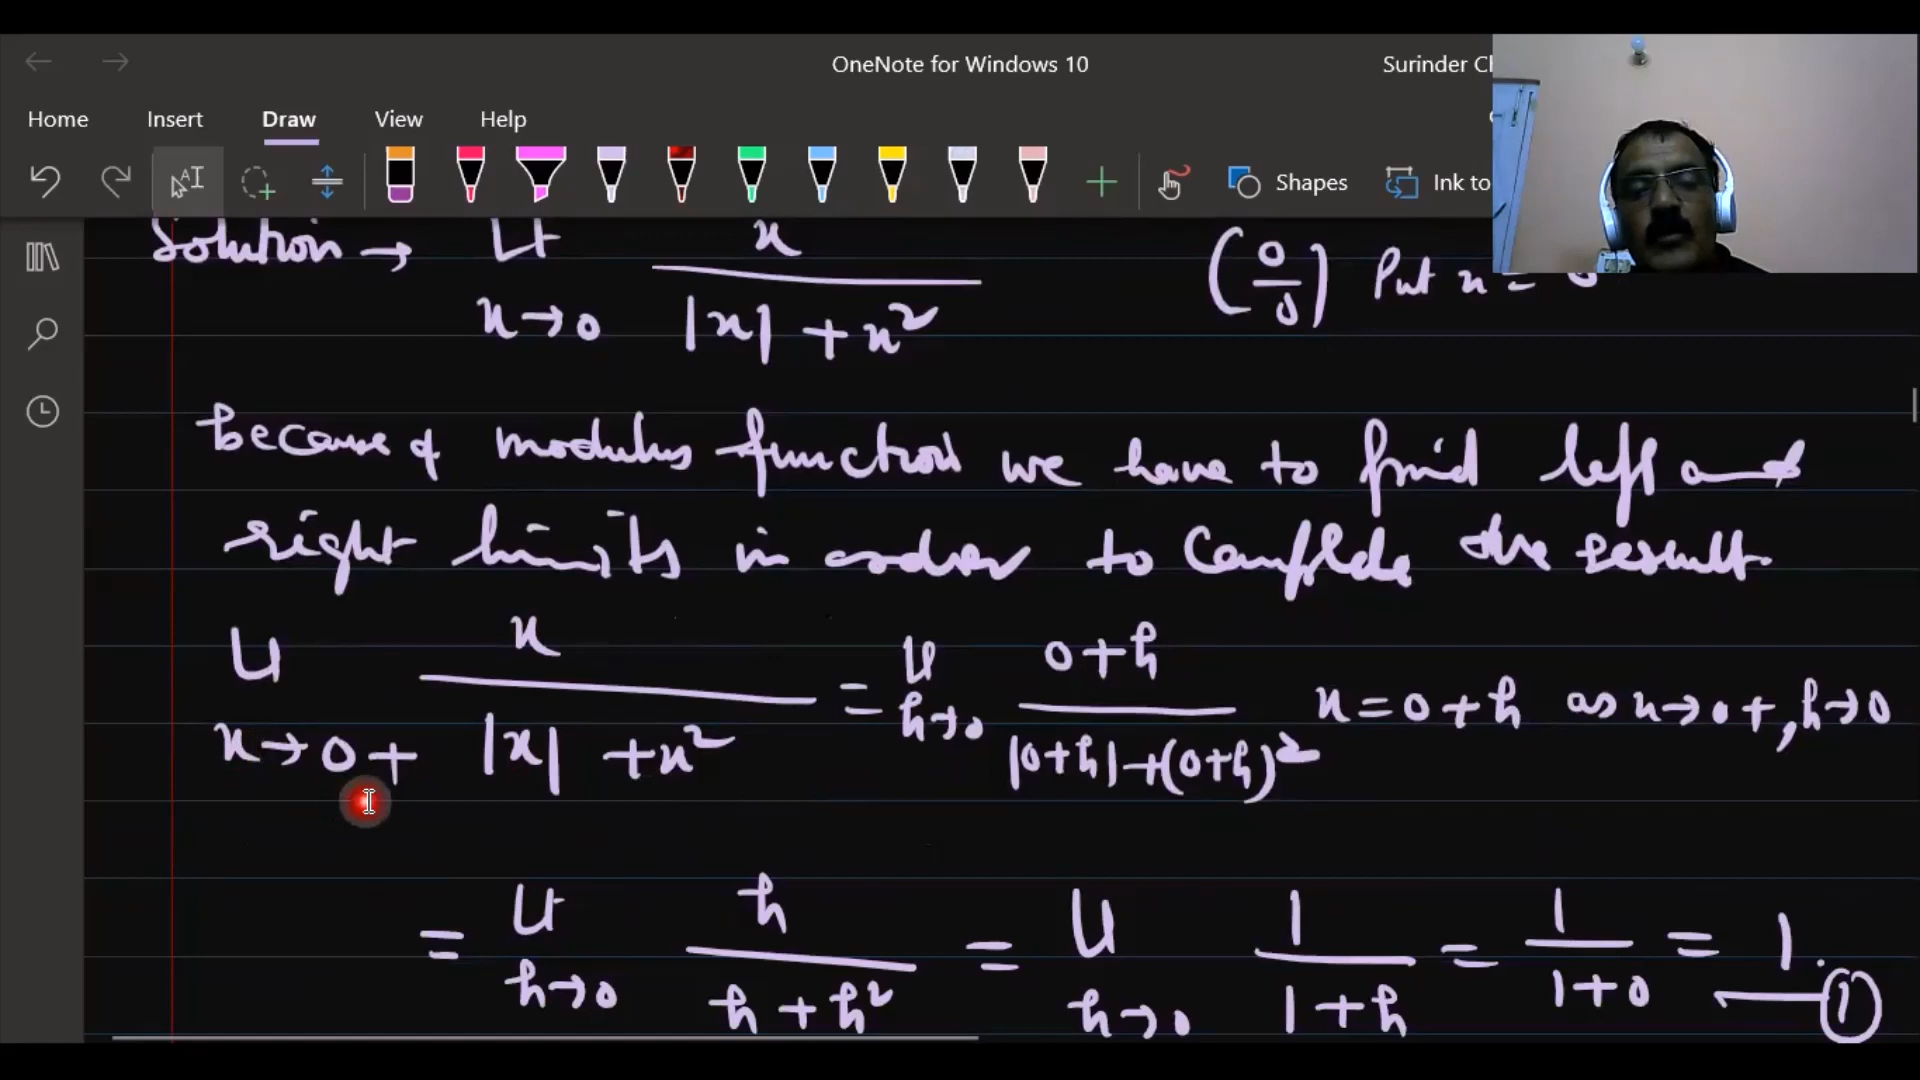 OneNote for Windows 10
Surinder Ch
Home Insert Draw View Help
Shapes Ink to
Solution → Lt x→0 x / (|x| + x²) (0/0) Put x = 0
because of modulus function we have to find left and
right limits in order to the result.
Lt x→0+ x / (|x| + x²) = Lt h→0 (0+h) / (|0+h| + (0+h)²) x = 0 + h as x→0+, h→0
= Lt h→0 h / (h + h²) = Lt h→0 1 / (1 + h) = 1 / (1+0) = 1. ①